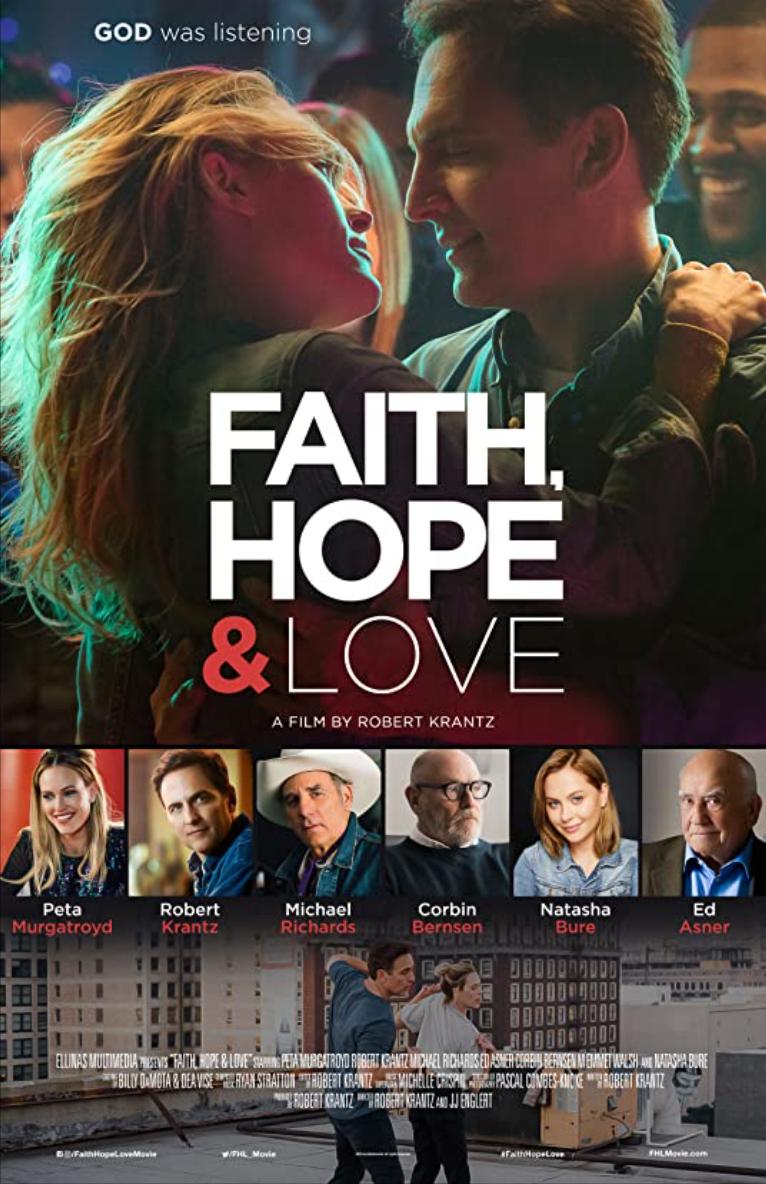 GOD was listening
FAITH,
HOPE
& LOVE
A FILM BY ROBERT KRANTZ
Peta Murgatroyd
Robert Krantz
Michael Richards
Corbin Bernsen
Natasha Bure
Ed Asner
ELLINAS MULTIMEDIA PRESENTS "FAITH, HOPE & LOVE" STARRING PETA MURGATROYD ROBERT KRANTZ MICHAEL RICHARDS ED ASNER CORBIN BERNSEN M EMMET WALSH AND NATASHA BURE
BILLY DAMOTA & DEA VISE RYAN STRATTON ROBERT KRANTZ MICHELLE CRISPIN PASCAL COMBES-KNOKE ROBERT KRANTZ
ROBERT KRANTZ ROBERT KRANTZ AND JJ ENGLERT
/FaithHopeLoveMovie /FHL_Movie #FaithHopeLove FHLMovie.com